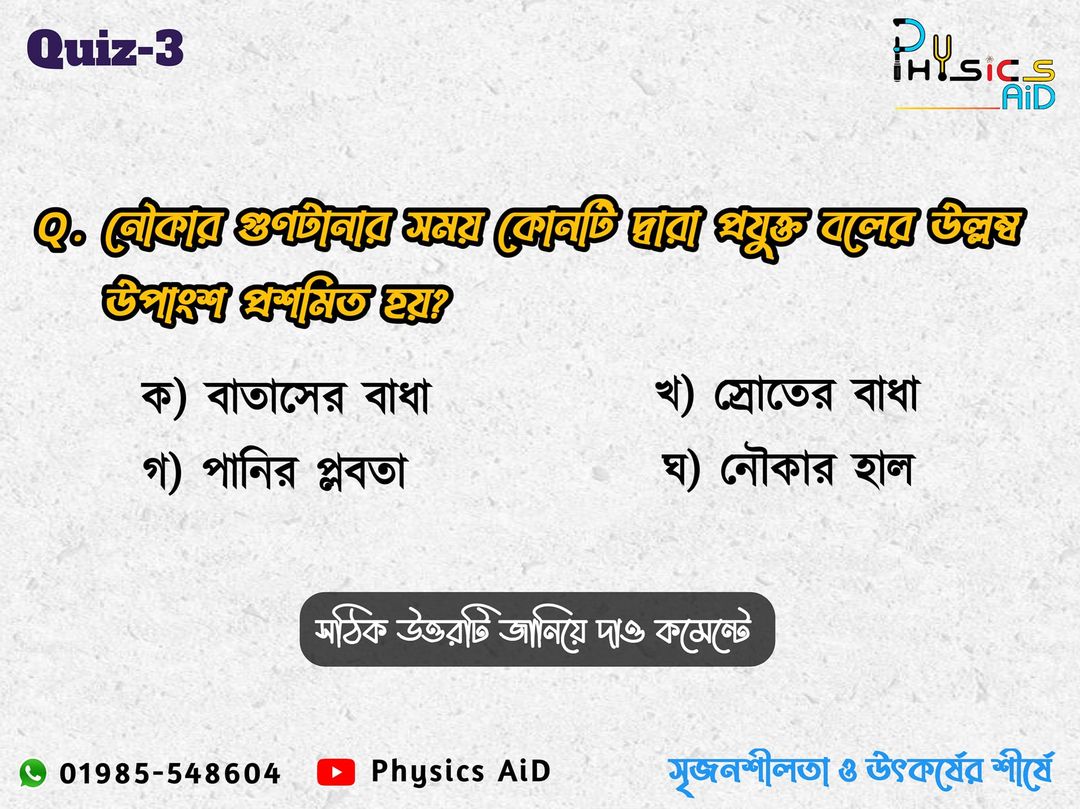 Quiz-3
PHYSICS
AiD
Q. নৌকার গুণটানার সময় কোনটি দ্বারা প্রযুক্ত বলের উল্লম্ব
উপাংশ প্রশমিত হয়?
ক) বাতাসের বাধা
খ) স্রোতের বাধা
গ) পানির প্লবতা
ঘ) নৌকার হাল
সঠিক উত্তরটি জানিয়ে দাও কমেন্টে
01985-548604
Physics AiD
সৃজনশীলতা ও উৎকর্ষের শীর্ষে